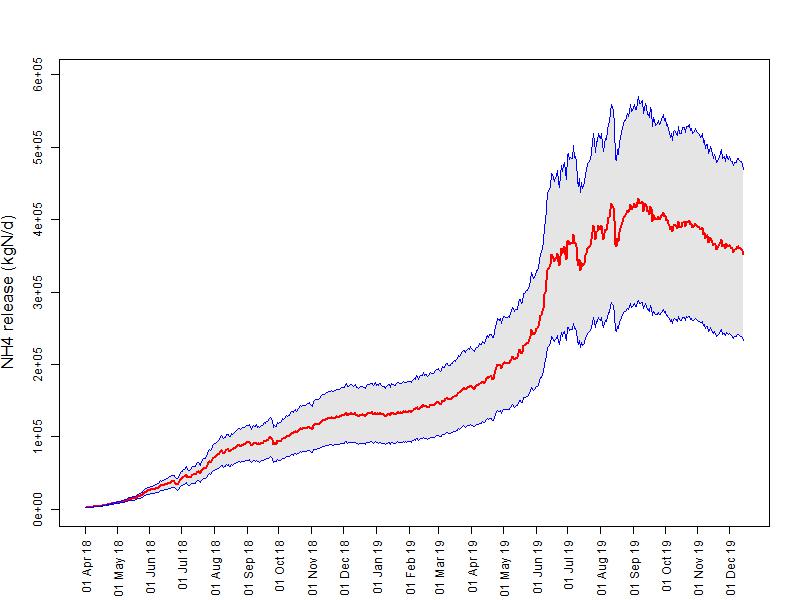 NH4 release (kgN/d)
6e+05
5e+05
4e+05
3e+05
2e+05
1e+05
0e+00
01 Apr 18
01 May 18
01 Jun 18
01 Jul 18
01 Aug 18
01 Sep 18
01 Oct 18
01 Nov 18
01 Dec 18
01 Jan 19
01 Feb 19
01 Mar 19
01 Apr 19
01 May 19
01 Jun 19
01 Jul 19
01 Aug 19
01 Sep 19
01 Oct 19
01 Nov 19
01 Dec 19